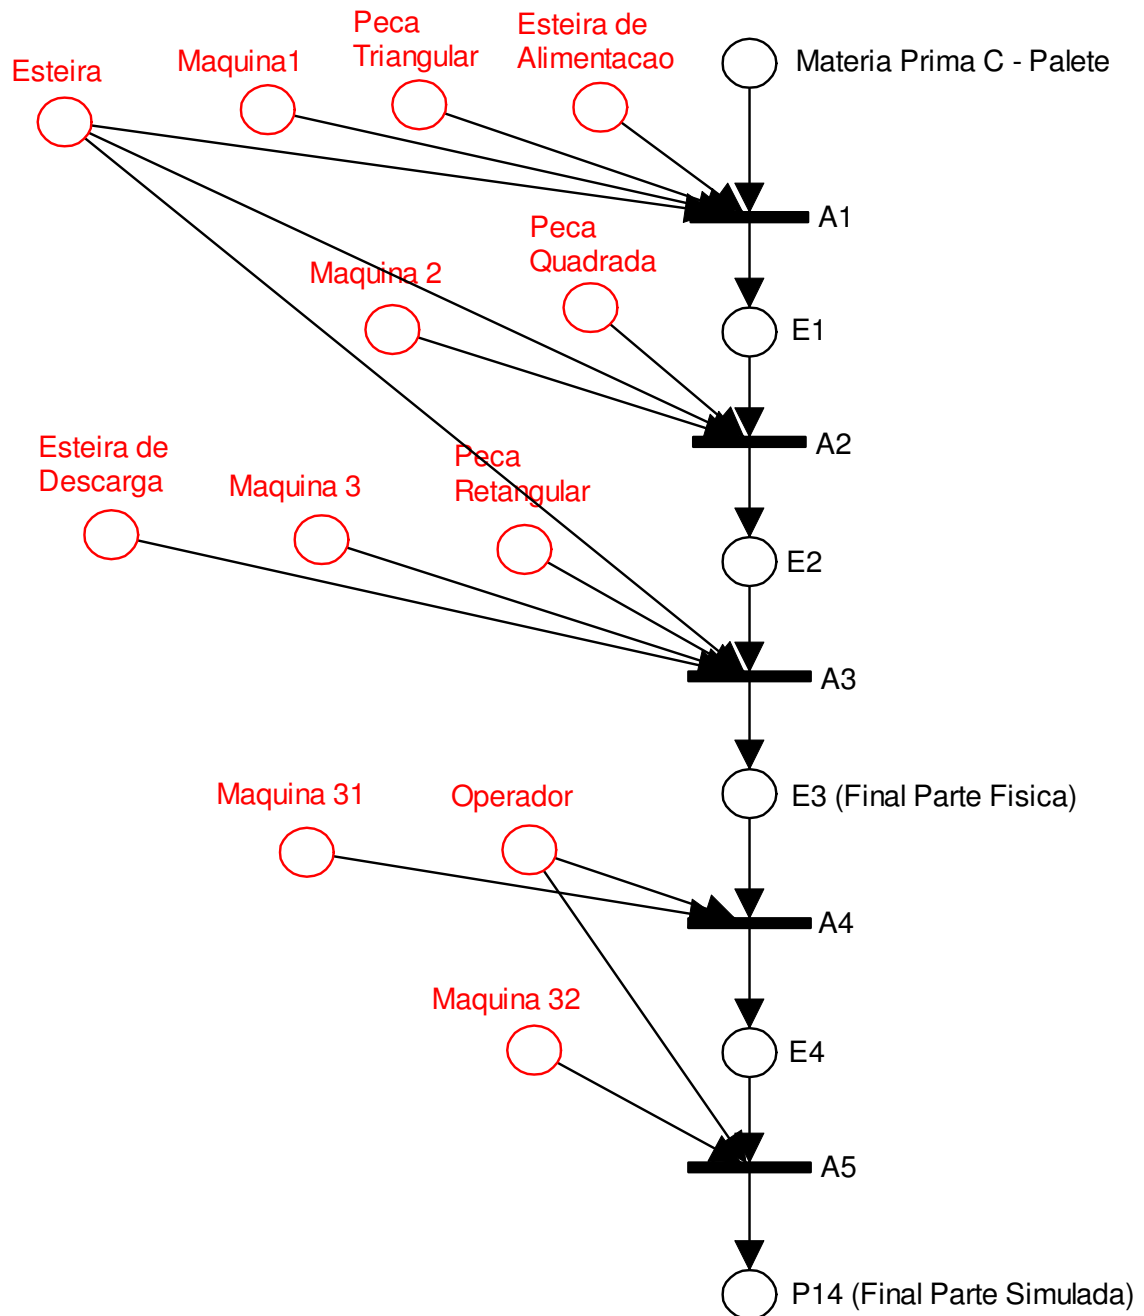 Peca
Triangular
Esteira de
Alimentacao
Materia Prima C - Palete
Esteira
Maquina1
A1
Peca
Quadrada
Maquina 2
E1
A2
Esteira de
Descarga
Maquina 3
Peca
Retangular
E2
A3
Maquina 31
Operador
E3 (Final Parte Fisica)
A4
Maquina 32
E4
A5
P14 (Final Parte Simulada)